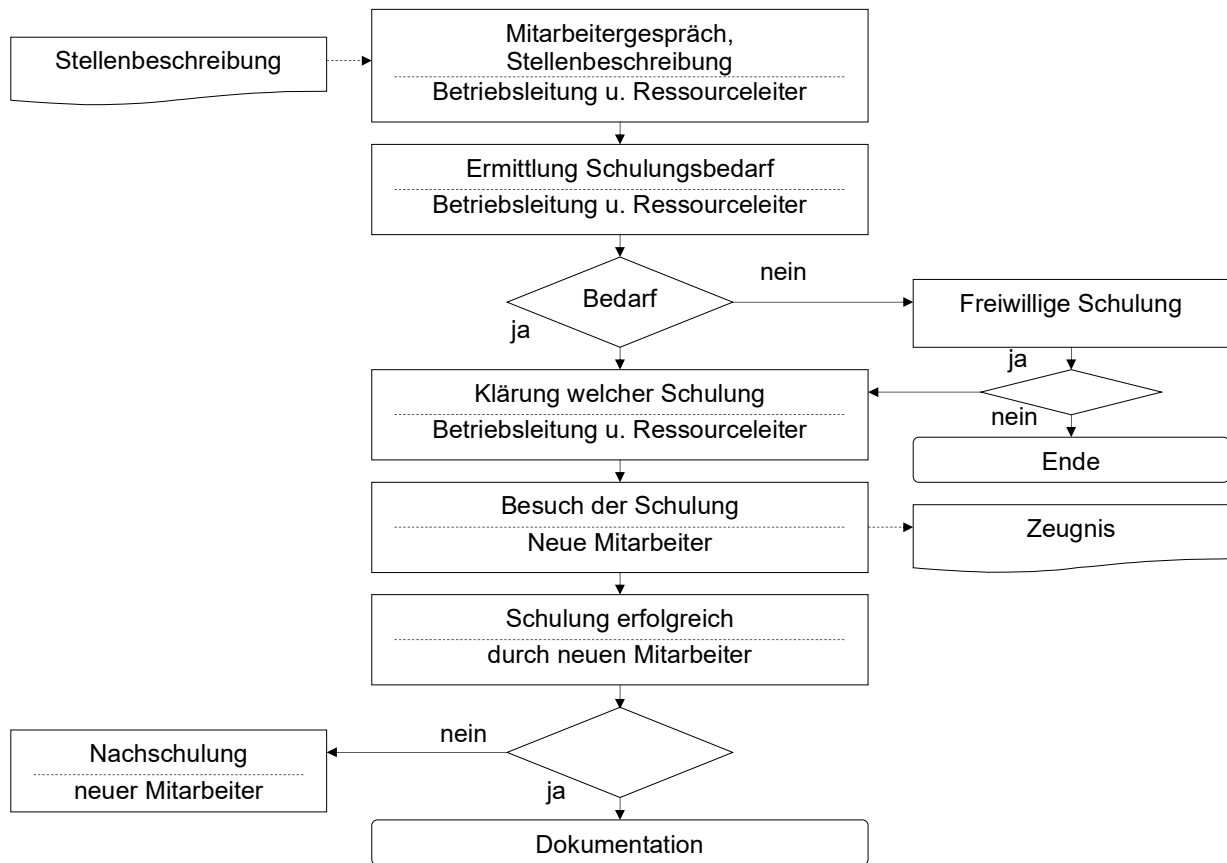 Stellenbeschreibung
Mitarbeitergespräch,
Stellenbeschreibung
Betriebsleitung u. Ressourceleiter
Ermittlung Schulungsbedarf
Betriebsleitung u. Ressourceleiter
Bedarf
nein
ja
Freiwillige Schulung
ja
nein
Ende
Klärung welcher Schulung
Betriebsleitung u. Ressourceleiter
Besuch der Schulung
Neue Mitarbeiter
Zeugnis
Schulung erfolgreich
durch neuen Mitarbeiter
nein
ja
Nachschulung
neuer Mitarbeiter
Dokumentation